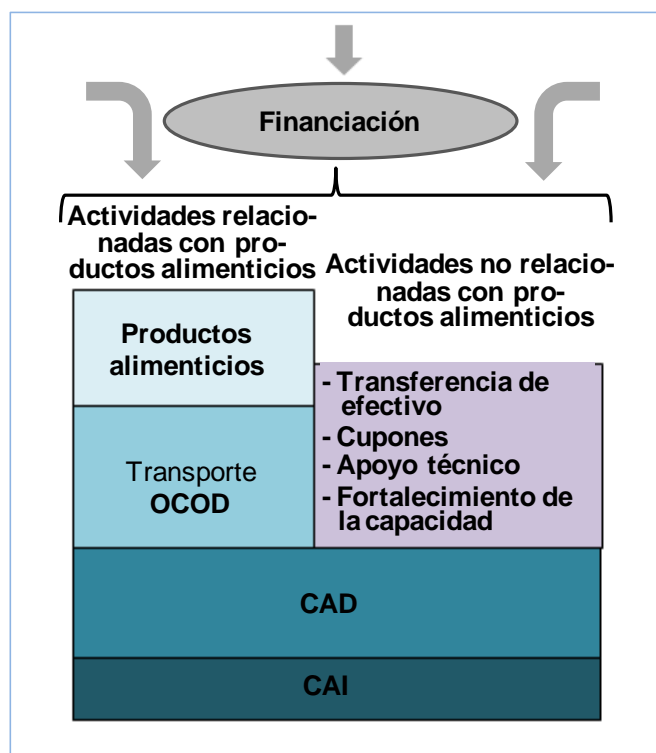 Financiación
Actividades relacio-
nadas con pro-
ductos alimenticios
Actividades no relacio-
nadas con pro-
ductos alimenticios
Productos
alimenticios
- Transferencia de
efectivo
- Cupones
- Apoyo técnico
- Fortalecimiento de
la capacidad
Transporte
OCOD
CAD
CAI